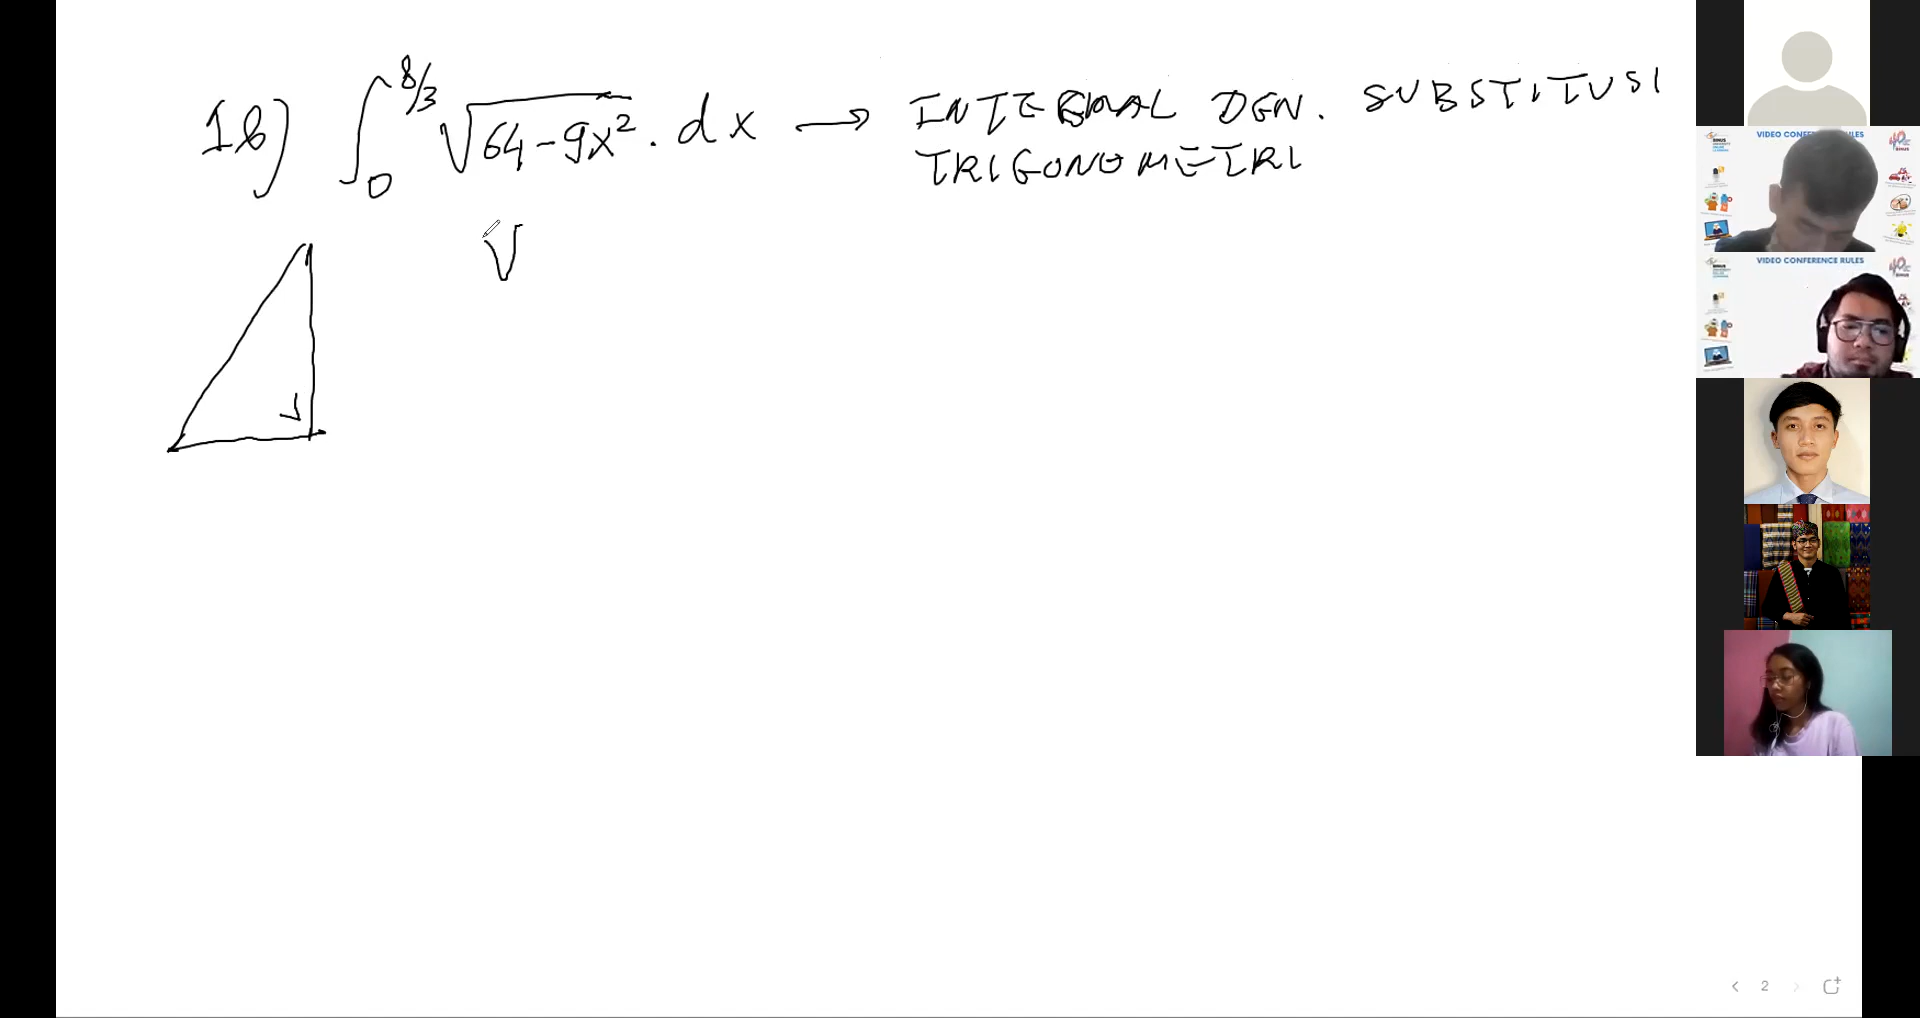 1b) ∫₀^{8/3} √(64-9x²) . dx → INTEGRAL DGN. SUBSTITUSI
TRIGONOMETRI
√
VIDEO CONFERENCE RULES
VIDEO CONFERENCE RULES
2